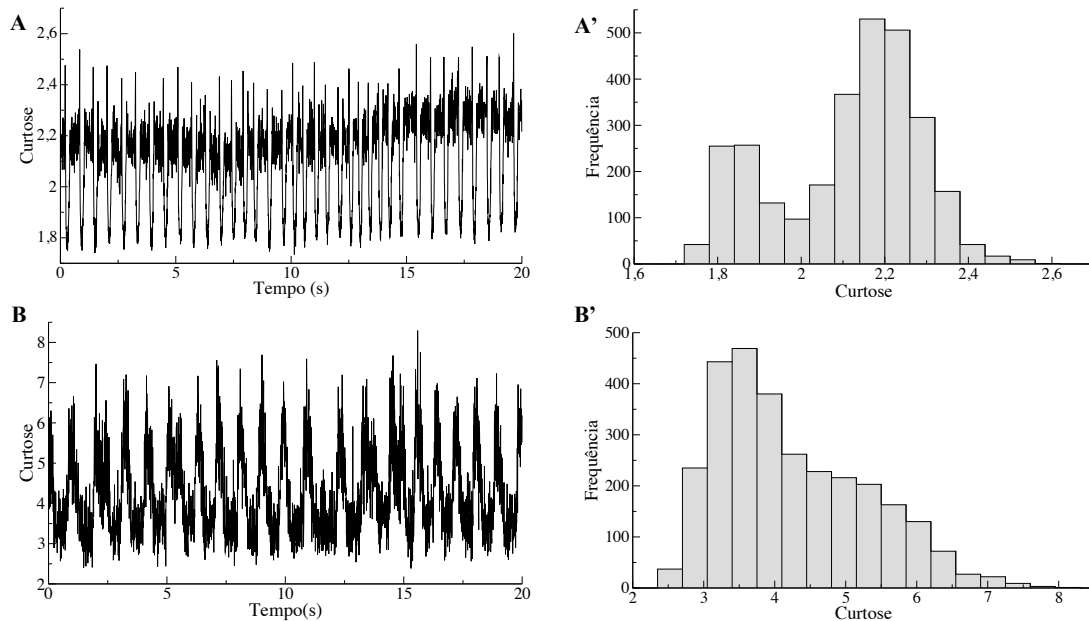 A
2,6
2,4
2,2
2
1,8
Curtose
0 5 10 15 20
Tempo (s)
A’
500
400
300
200
100
0
Frequência
1,6 1,8 2 2,2 2,4 2,6
Curtose
B
8
7
6
5
4
3
2
Curtose
0 5 10 15 20
Tempo(s)
B’
500
400
300
200
100
0
Frequência
2 3 4 5 6 7 8
Curtose